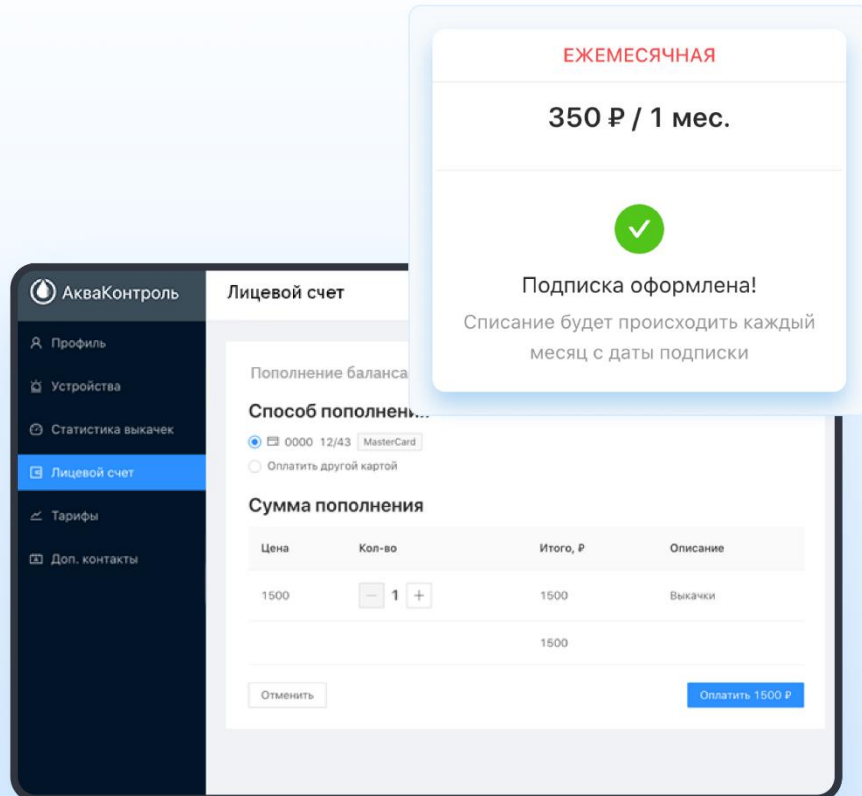 ЕЖЕМЕСЯЧНАЯ
350 ₽ / 1 мес.
Подписка оформлена!
Списание будет происходить каждый
месяц с даты подписки
АкваКонтроль
Профиль
Устройства
Статистика выкачек
Лицевой счет
Тарифы
Доп. контакты
Лицевой счет
Пополнение баланса
Способ пополнения
0000 12/43 MasterCard
Оплатить другой картой
Сумма пополнения
Цена Кол-во Итого, ₽ Описание
1500 − 1 + 1500 Выкачки
1500
Отменить Оплатить 1500 ₽